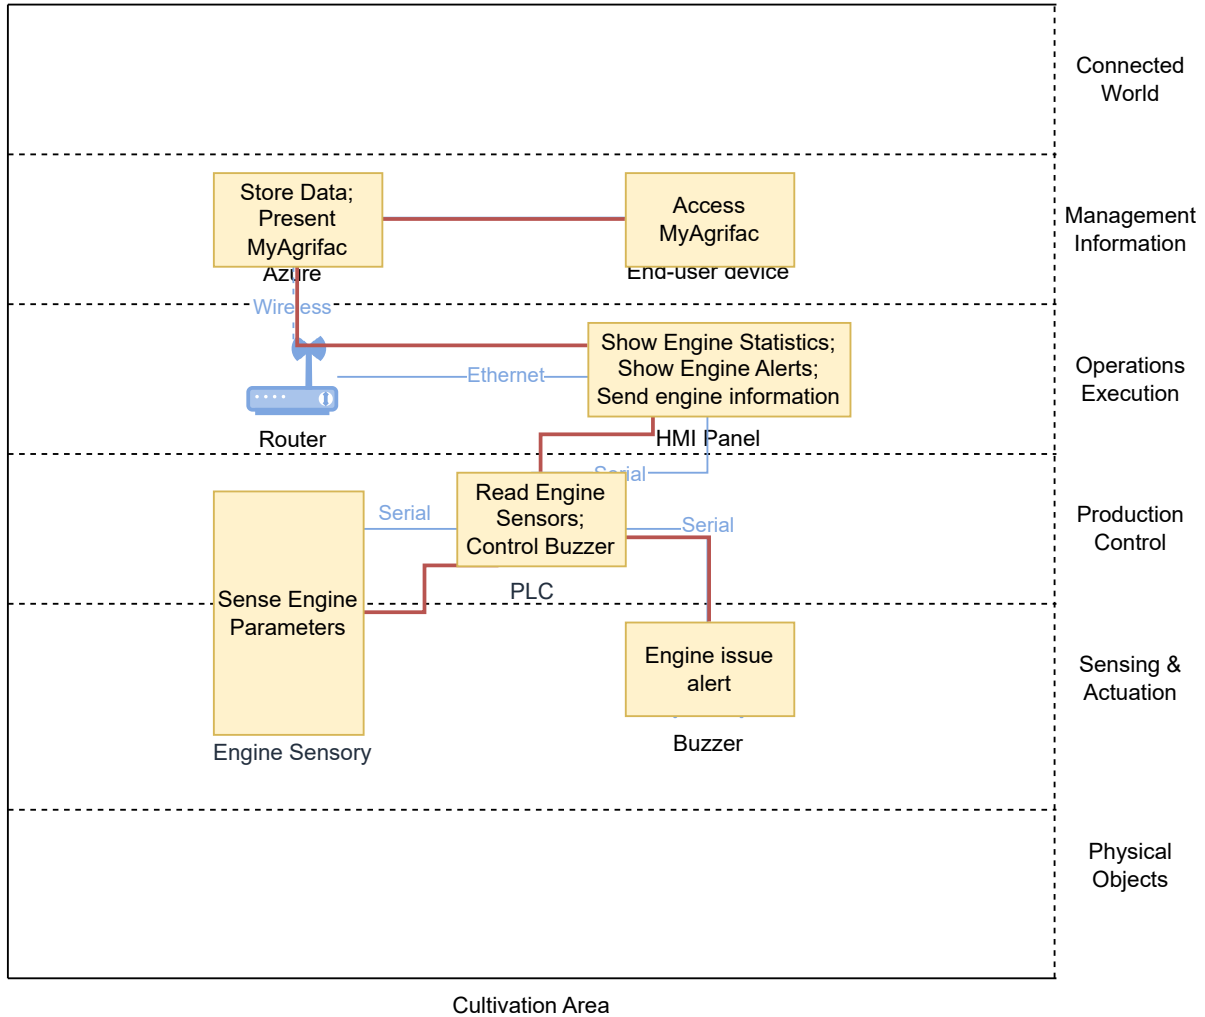 Connected
World
Store Data;
Present
MyAgrifac
Azure
Access
MyAgrifac
End-user device
Management
Information
Wireless
Show Engine Statistics;
Show Engine Alerts;
Send engine information
Ethernet
Router
HMI Panel
Operations
Execution
Serial
Serial
Read Engine
Sensors;
Control Buzzer
Serial
PLC
Production
Control
Sense Engine
Parameters
Engine Sensory
Engine issue
alert
Buzzer
Sensing &
Actuation
Physical
Objects
Cultivation Area